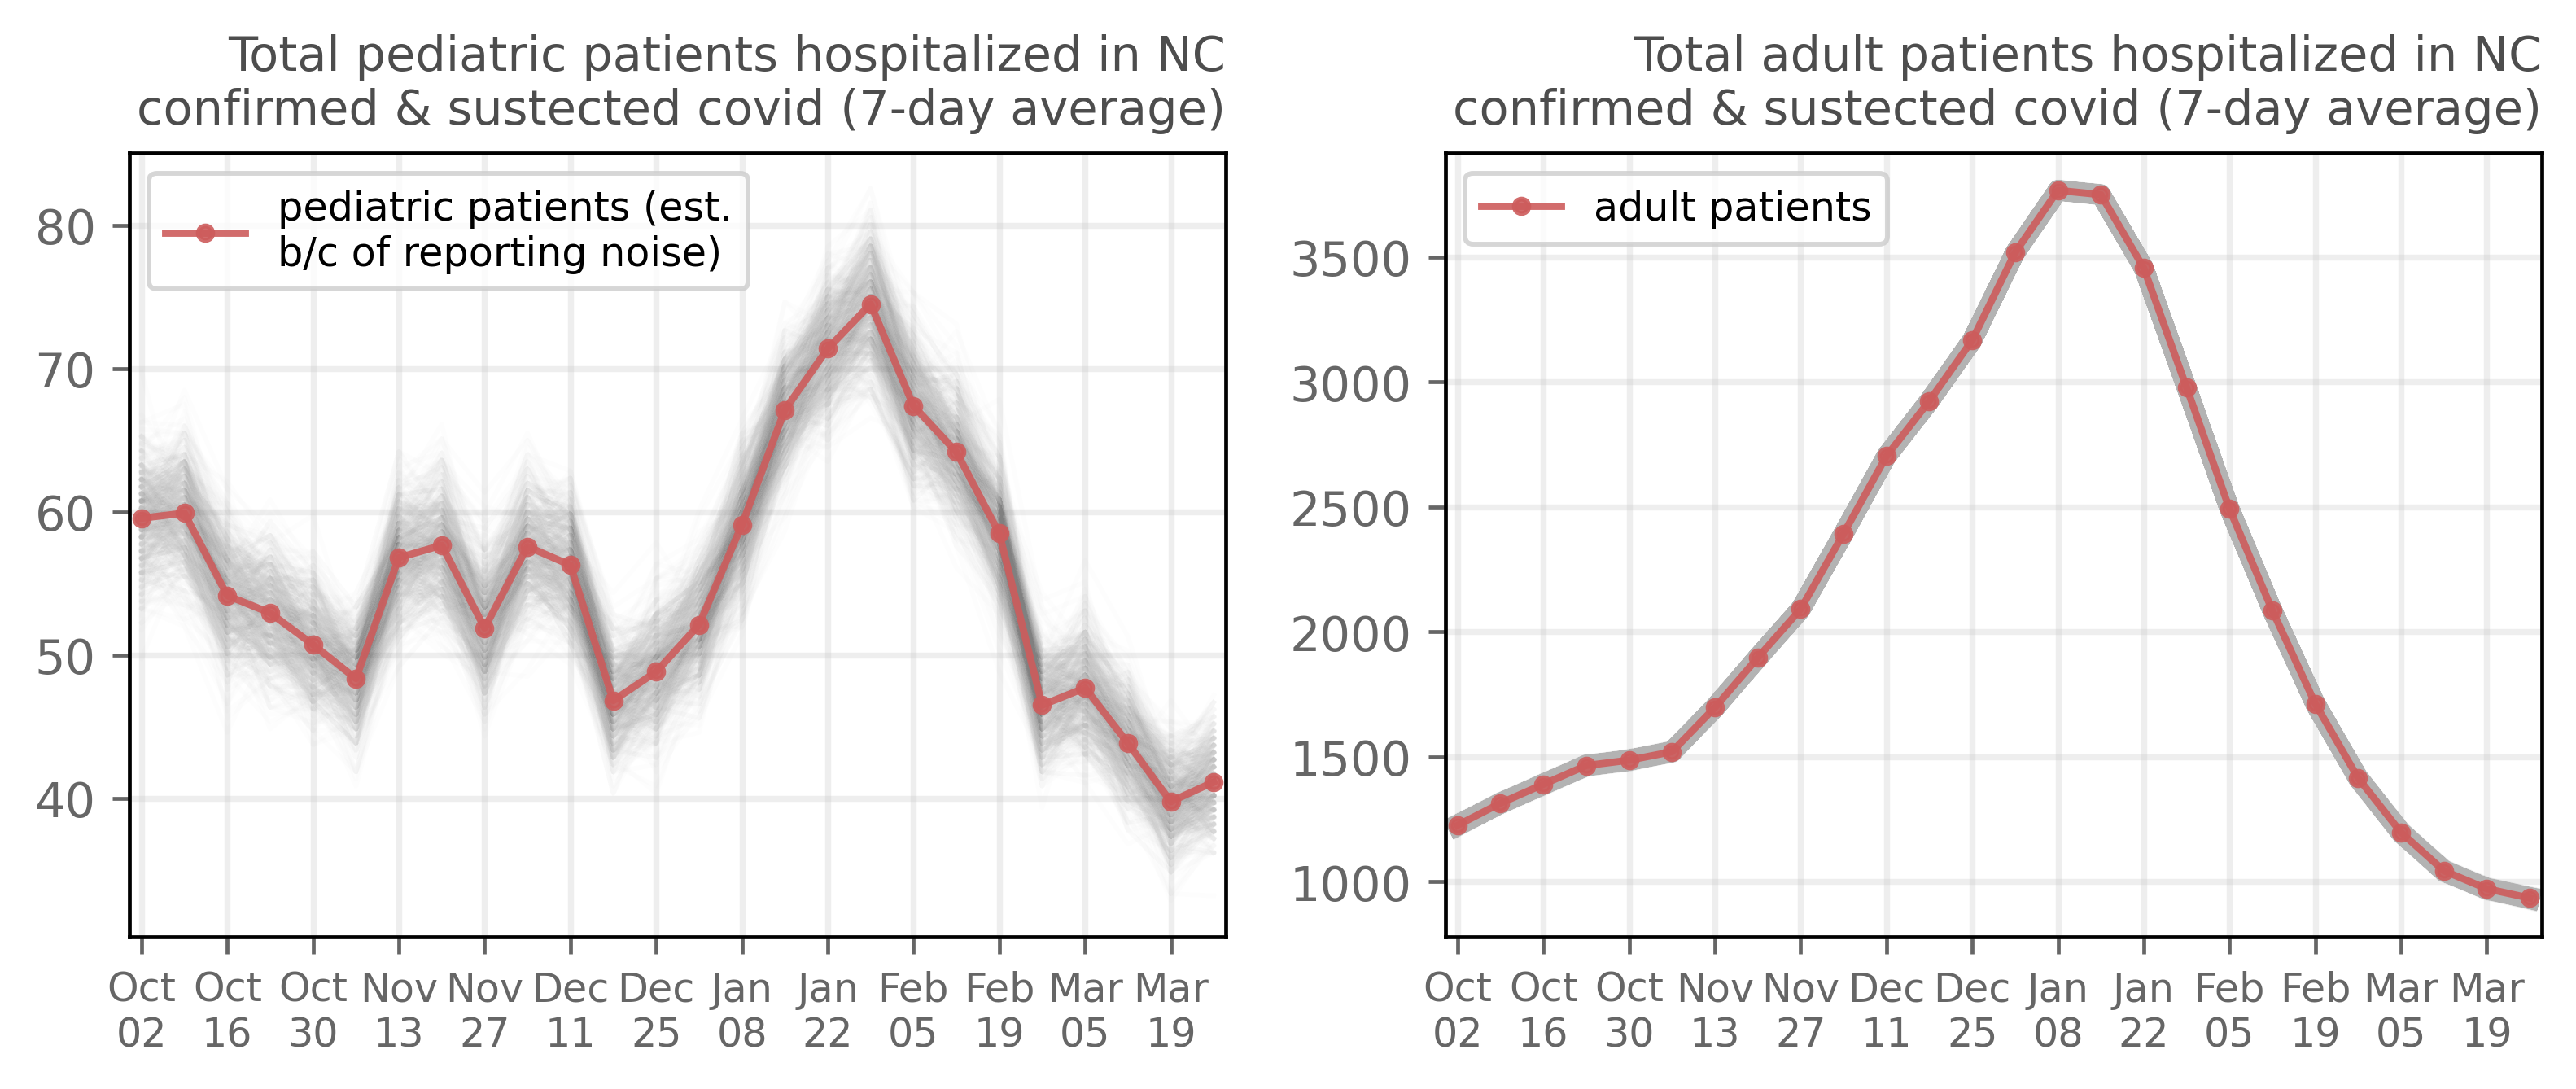 Total pediatric patients hospitalized in NC
confirmed & sustected covid (7-day average)
pediatric patients (est.
b/c of reporting noise)
80
70
60
50
40
Oct Oct Oct Nov Nov Dec Dec Jan Jan Feb Feb Mar Mar
02 16 30 13 27 11 25 08 22 05 19 05 19
Total adult patients hospitalized in NC
confirmed & sustected covid (7-day average)
adult patients
3500
3000
2500
2000
1500
1000
Oct Oct Oct Nov Nov Dec Dec Jan Jan Feb Feb Mar Mar
02 16 30 13 27 11 25 08 22 05 19 05 19